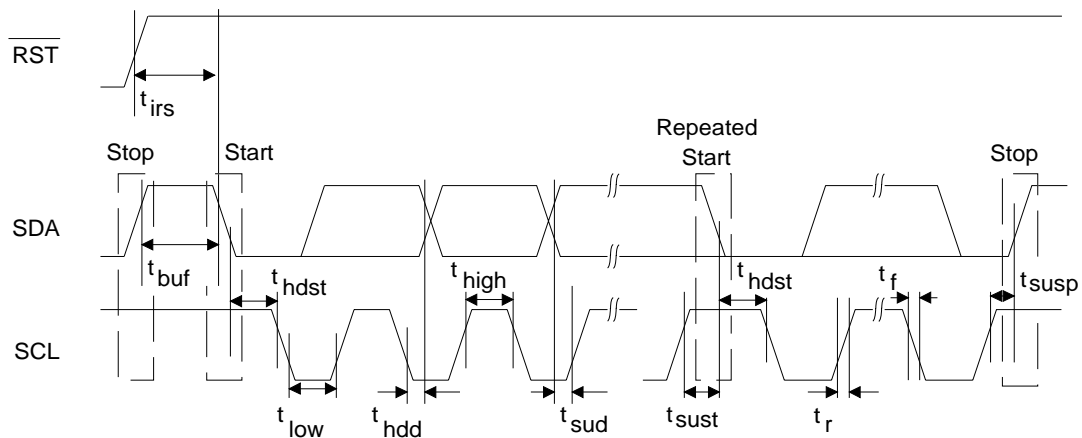 RST
t irs
Repeated
Stop Start Start Stop
SDA
t buf t hdst t high t hdst t f t susp
SCL
t low t hdd t sud t sust t r